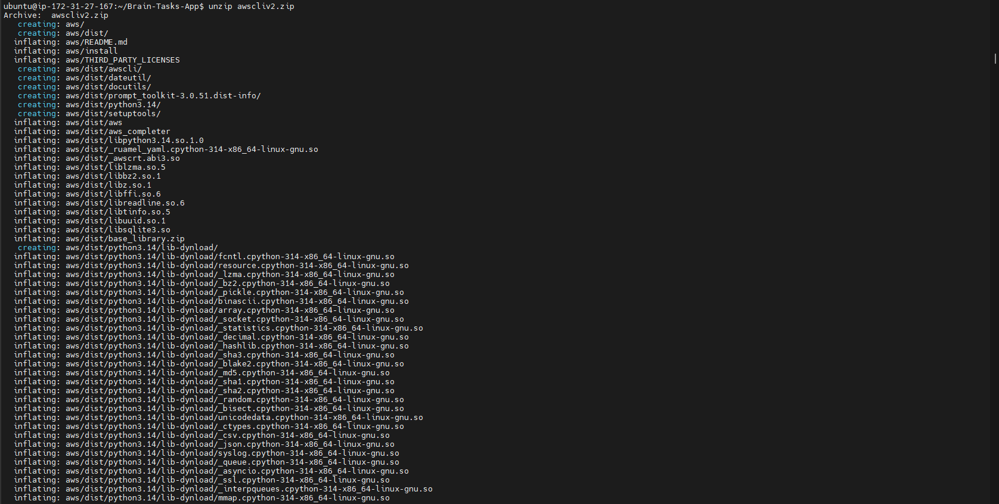 ubuntu@ip-172-31-27-167:~/Brain-Tasks-App$ unzip awscliv2.zip
Archive:  awscliv2.zip
   creating: aws/
   creating: aws/dist/
  inflating: aws/README.md
  inflating: aws/install
  inflating: aws/THIRD_PARTY_LICENSES
   creating: aws/dist/awscli/
   creating: aws/dist/dateutil/
   creating: aws/dist/docutils/
   creating: aws/dist/prompt_toolkit-3.0.51.dist-info/
   creating: aws/dist/python3.14/
   creating: aws/dist/setuptools/
  inflating: aws/dist/aws
  inflating: aws/dist/aws_completer
  inflating: aws/dist/libpython3.14.so.1.0
  inflating: aws/dist/_ruamel_yaml.cpython-314-x86_64-linux-gnu.so
  inflating: aws/dist/_awscrt.abi3.so
  inflating: aws/dist/liblzma.so.5
  inflating: aws/dist/libbz2.so.1
  inflating: aws/dist/libz.so.1
  inflating: aws/dist/libffi.so.6
  inflating: aws/dist/libreadline.so.6
  inflating: aws/dist/libtinfo.so.5
  inflating: aws/dist/libuuid.so.1
  inflating: aws/dist/libsqlite3.so
  inflating: aws/dist/base_library.zip
   creating: aws/dist/python3.14/lib-dynload/
  inflating: aws/dist/python3.14/lib-dynload/fcntl.cpython-314-x86_64-linux-gnu.so
  inflating: aws/dist/python3.14/lib-dynload/resource.cpython-314-x86_64-linux-gnu.so
  inflating: aws/dist/python3.14/lib-dynload/_lzma.cpython-314-x86_64-linux-gnu.so
  inflating: aws/dist/python3.14/lib-dynload/_bz2.cpython-314-x86_64-linux-gnu.so
  inflating: aws/dist/python3.14/lib-dynload/_pickle.cpython-314-x86_64-linux-gnu.so
  inflating: aws/dist/python3.14/lib-dynload/binascii.cpython-314-x86_64-linux-gnu.so
  inflating: aws/dist/python3.14/lib-dynload/array.cpython-314-x86_64-linux-gnu.so
  inflating: aws/dist/python3.14/lib-dynload/_socket.cpython-314-x86_64-linux-gnu.so
  inflating: aws/dist/python3.14/lib-dynload/_statistics.cpython-314-x86_64-linux-gnu.so
  inflating: aws/dist/python3.14/lib-dynload/_decimal.cpython-314-x86_64-linux-gnu.so
  inflating: aws/dist/python3.14/lib-dynload/_hashlib.cpython-314-x86_64-linux-gnu.so
  inflating: aws/dist/python3.14/lib-dynload/_sha3.cpython-314-x86_64-linux-gnu.so
  inflating: aws/dist/python3.14/lib-dynload/_blake2.cpython-314-x86_64-linux-gnu.so
  inflating: aws/dist/python3.14/lib-dynload/_md5.cpython-314-x86_64-linux-gnu.so
  inflating: aws/dist/python3.14/lib-dynload/_sha1.cpython-314-x86_64-linux-gnu.so
  inflating: aws/dist/python3.14/lib-dynload/_sha2.cpython-314-x86_64-linux-gnu.so
  inflating: aws/dist/python3.14/lib-dynload/_random.cpython-314-x86_64-linux-gnu.so
  inflating: aws/dist/python3.14/lib-dynload/_bisect.cpython-314-x86_64-linux-gnu.so
  inflating: aws/dist/python3.14/lib-dynload/unicodedata.cpython-314-x86_64-linux-gnu.so
  inflating: aws/dist/python3.14/lib-dynload/_ctypes.cpython-314-x86_64-linux-gnu.so
  inflating: aws/dist/python3.14/lib-dynload/_csv.cpython-314-x86_64-linux-gnu.so
  inflating: aws/dist/python3.14/lib-dynload/_json.cpython-314-x86_64-linux-gnu.so
  inflating: aws/dist/python3.14/lib-dynload/syslog.cpython-314-x86_64-linux-gnu.so
  inflating: aws/dist/python3.14/lib-dynload/_queue.cpython-314-x86_64-linux-gnu.so
  inflating: aws/dist/python3.14/lib-dynload/_asyncio.cpython-314-x86_64-linux-gnu.so
  inflating: aws/dist/python3.14/lib-dynload/_ssl.cpython-314-x86_64-linux-gnu.so
  inflating: aws/dist/python3.14/lib-dynload/_interpqueues.cpython-314-x86_64-linux-gnu.so
  inflating: aws/dist/python3.14/lib-dynload/mmap.cpython-314-x86_64-linux-gnu.so